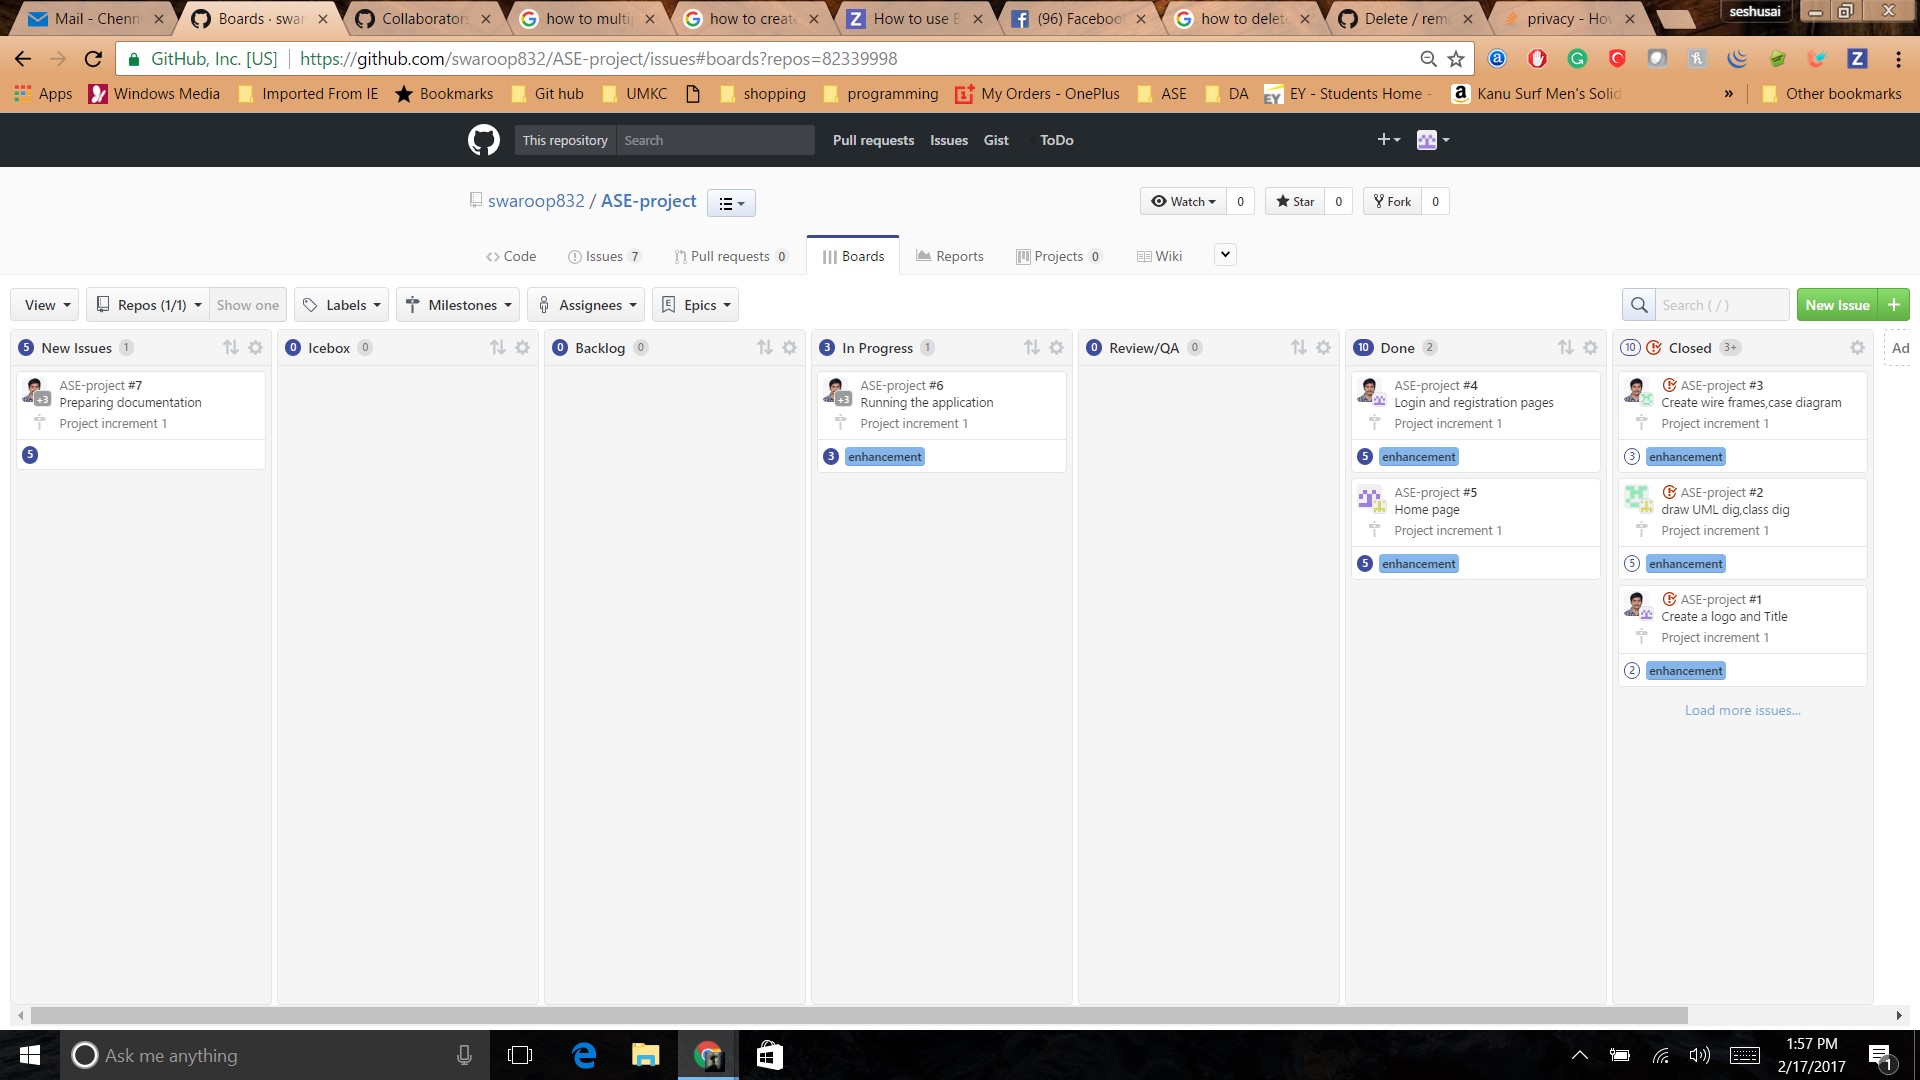 seshusai
Mail - Chenn
Boards · swar
Collaborators
how to multip
how to create
How to use B
(96) Facebook
how to delete
Delete / rem
privacy - Ho
GitHub, Inc. [US]
https://github.com/swaroop832/ASE-project/issues#boards?repos=82339998
Apps
Windows Media
Imported From IE
Bookmarks
Git hub
UMKC
shopping
programming
My Orders - OnePlus
ASE
DA
EY - Students Home -
Kanu Surf Men's Solid
»
Other bookmarks
This repository
Search
Pull requests
Issues
Gist
ToDo
swaroop832 / ASE-project
Watch 0
Star 0
Fork 0
Code
Issues 7
Pull requests 0
Boards
Reports
Projects 0
Wiki
View
Repos (1/1)
Show one
Labels
Milestones
Assignees
Epics
Search ( / )
New Issue +
5 New Issues 1
ASE-project #7
+3
Preparing documentation
Project increment 1
5
0 Icebox 0
0 Backlog 0
3 In Progress 1
ASE-project #6
+3
Running the application
Project increment 1
3 enhancement
0 Review/QA 0
10 Done 2
ASE-project #4
Login and registration pages
Project increment 1
5 enhancement
ASE-project #5
Home page
Project increment 1
5 enhancement
10 Closed 3+
ASE-project #3
Create wire frames,case diagram
Project increment 1
3 enhancement
ASE-project #2
draw UML dig,class dig
Project increment 1
5 enhancement
ASE-project #1
Create a logo and Title
Project increment 1
2 enhancement
Load more issues...
Ad
Ask me anything
1:57 PM
2/17/2017
1